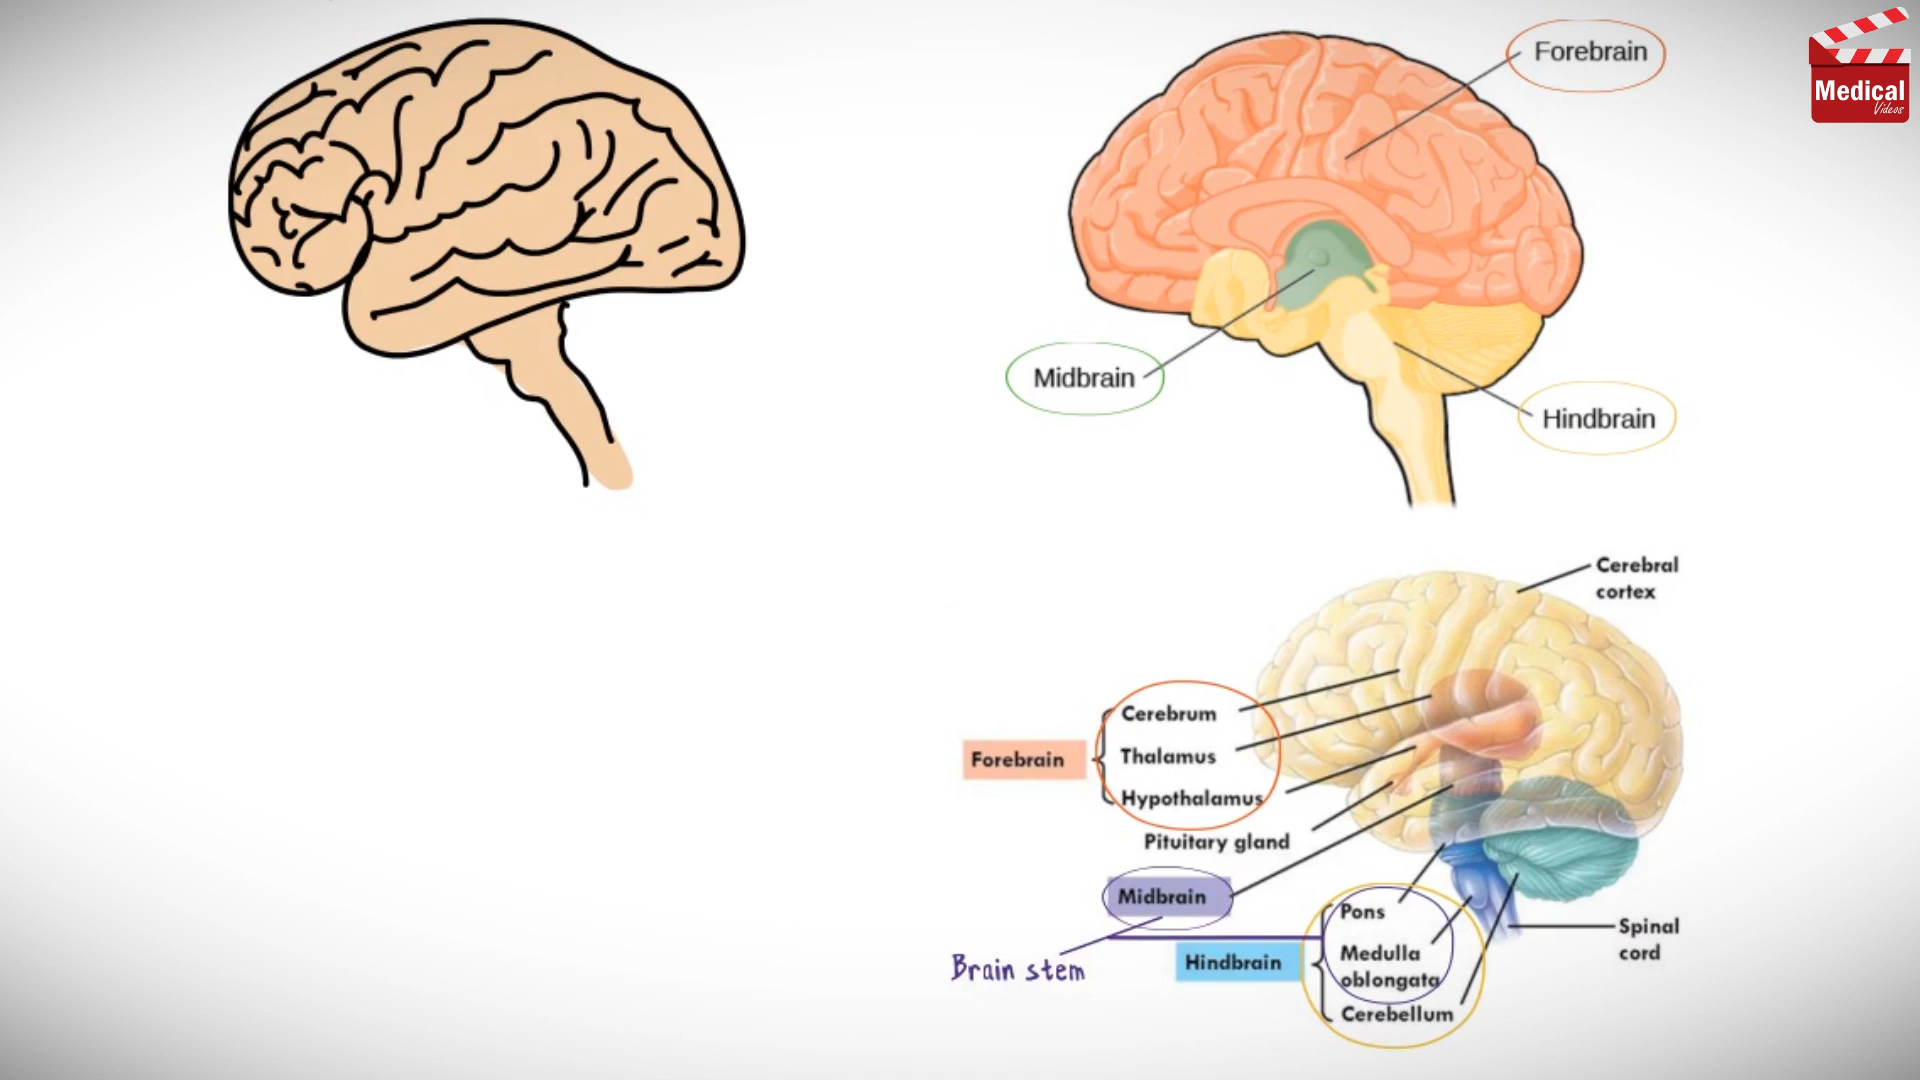 Forebrain
Medical
Videos
Midbrain
Hindbrain
Cerebral
cortex
Cerebrum
Thalamus
Forebrain
Hypothalamus
Pituitary gland
Midbrain
Pons
Medulla
oblongata
Cerebellum
Hindbrain
Brain stem
Spinal
cord